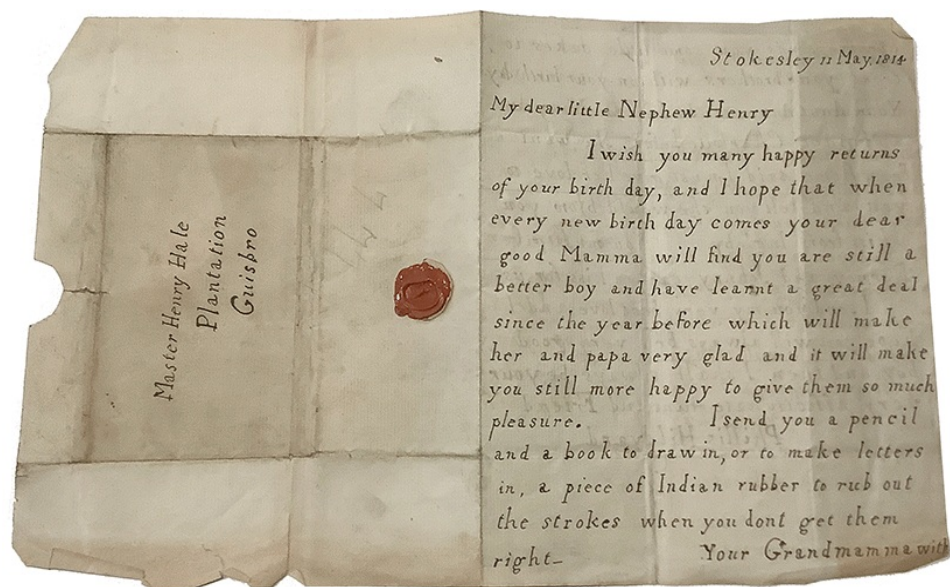 Master Henry Hale
Plantation
Guisbro
Stokesley 11 May, 1814
My dear little Nephew Henry
I wish you many happy returns
of your birth day, and I hope that when
every new birth day comes your dear
good Mamma will find you are still a
better boy and have learnt a great deal
since the year before which will make
her and papa very glad and it will make
you still more happy to give them so much
pleasure. I send you a pencil
and a book to draw in, or to make letters
in, a piece of Indian rubber to rub out
the strokes when you dont get them
right_ Your Grandmamma with